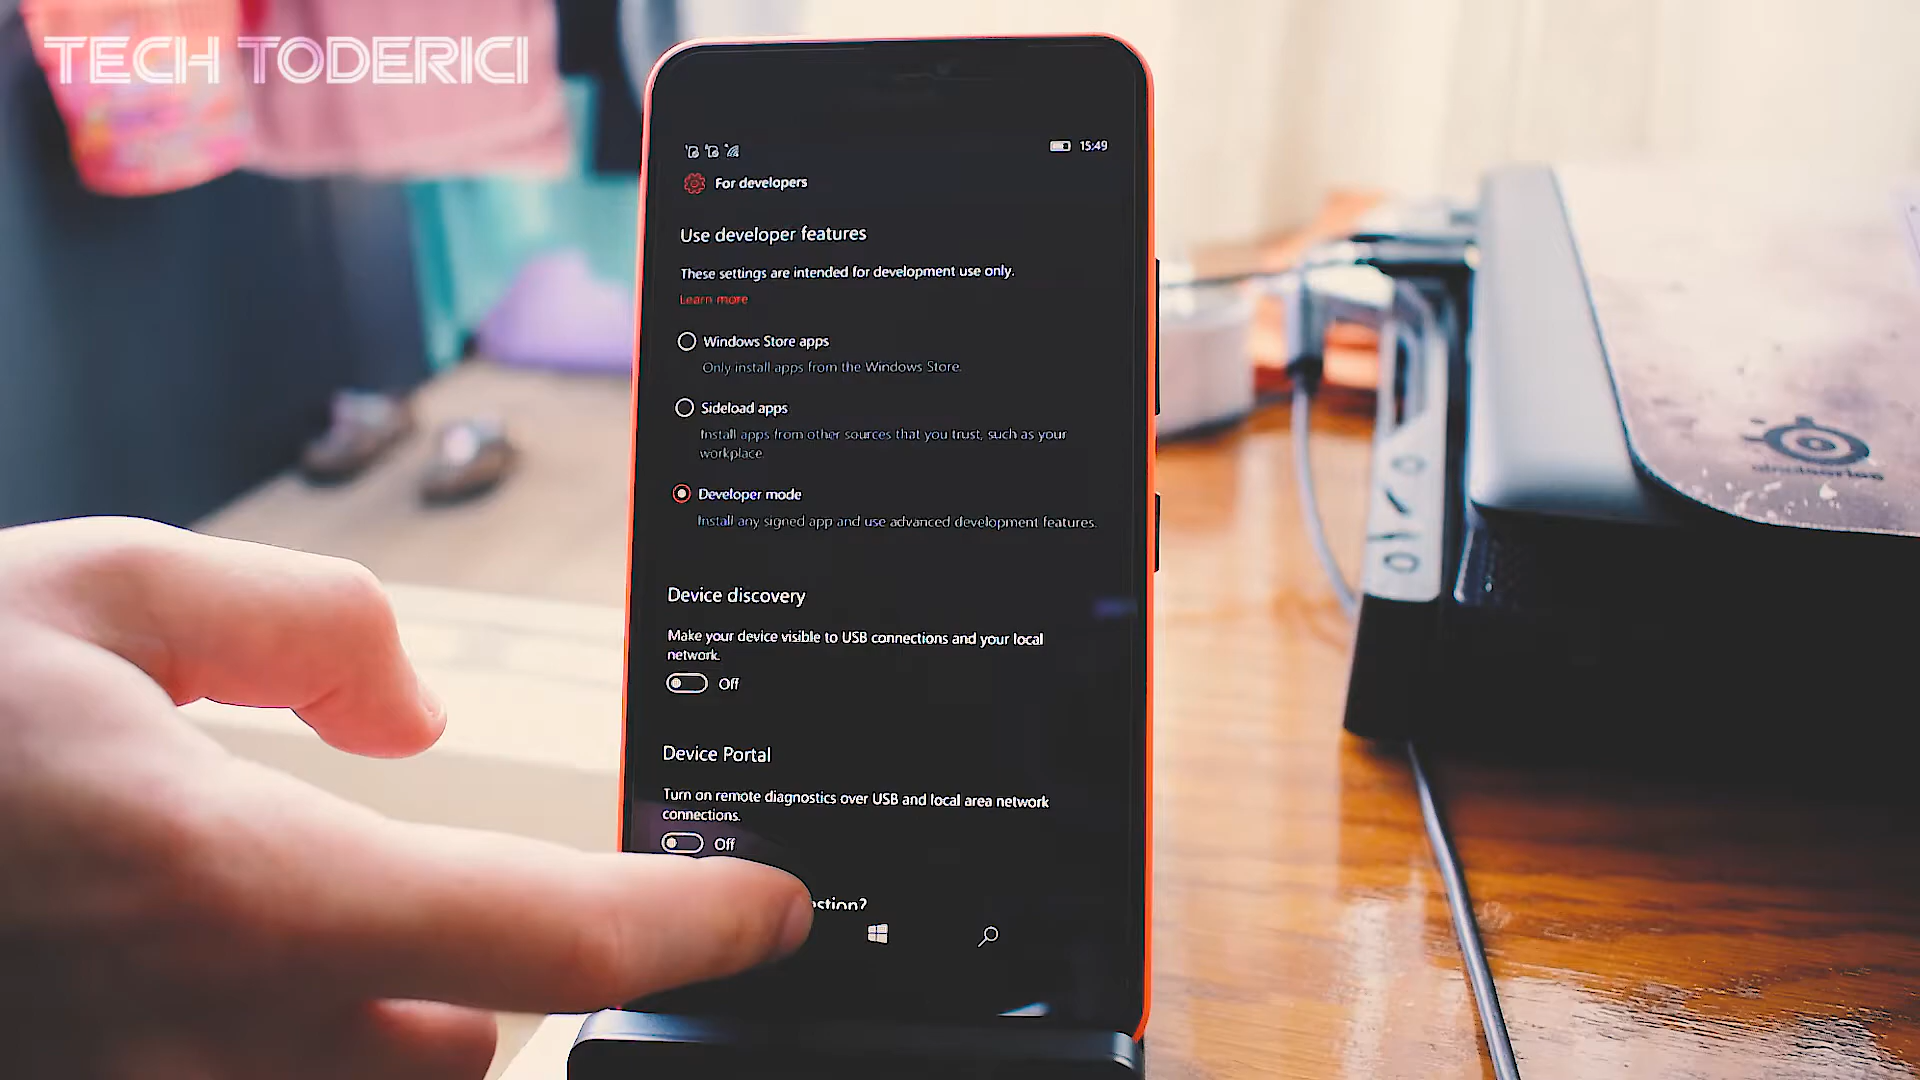 TECH TODERICI
15:49
For developers
Use developer features
These settings are intended for development use only.
Learn more
Windows Store apps
Only install apps from the Windows Store.
Sideload apps
Install apps from other sources that you trust, such as your
workplace.
Developer mode
Install any signed app and use advanced development features.
Device discovery
Make your device visible to USB connections and your local
network.
Off
Device Portal
Turn on remote diagnostics over USB and local area network
connections.
Off